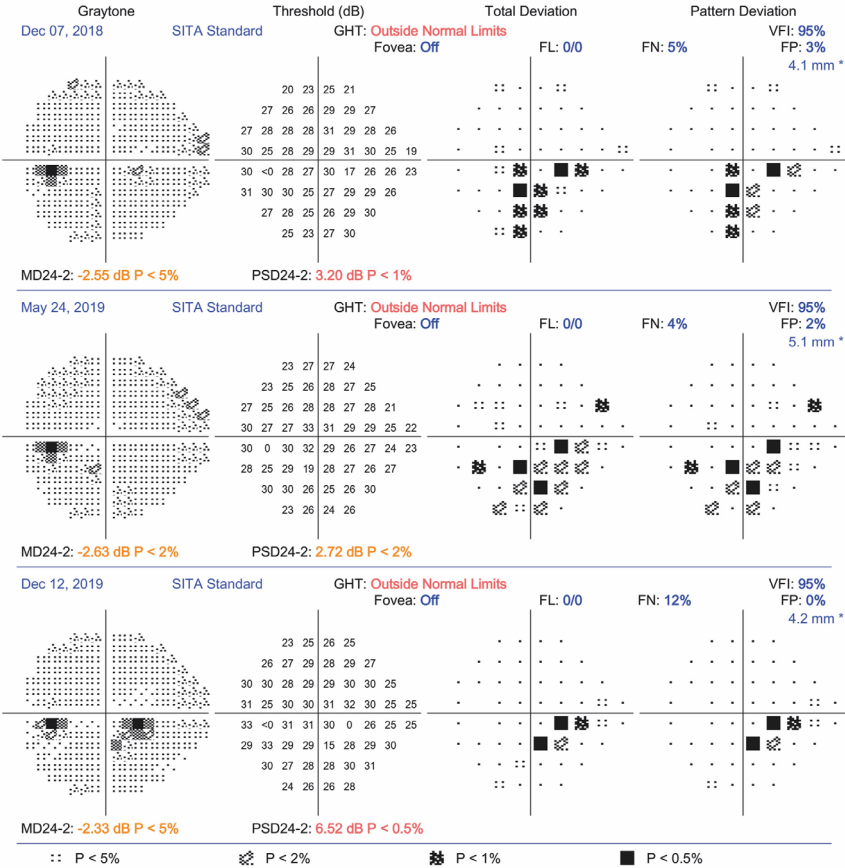 Graytone Threshold (dB) Total Deviation Pattern Deviation
Dec 07, 2018 SITA Standard GHT: Outside Normal Limits VFI: 95%
Fovea: Off FL: 0/0 FN: 5% FP: 3%
4.1 mm *
20 23 25 21
27 26 26 29 29 27
27 28 28 28 31 29 28 26
30 25 28 29 29 31 30 25 19
30 <0 28 27 30 17 26 26 23
31 30 30 25 27 29 29 26
27 28 25 26 29 30
25 23 27 30
MD24-2: -2.55 dB P < 5% PSD24-2: 3.20 dB P < 1%
May 24, 2019 SITA Standard GHT: Outside Normal Limits VFI: 95%
Fovea: Off FL: 0/0 FN: 4% FP: 2%
5.1 mm *
23 27 27 24
23 25 26 28 27 25
27 25 26 28 28 27 28 21
30 27 27 33 31 29 29 25 22
30 0 30 32 29 26 27 24 23
28 25 29 19 28 27 26 27
30 30 26 25 26 30
23 26 24 26
MD24-2: -2.63 dB P < 2% PSD24-2: 2.72 dB P < 2%
Dec 12, 2019 SITA Standard GHT: Outside Normal Limits VFI: 95%
Fovea: Off FL: 0/0 FN: 12% FP: 0%
4.2 mm *
23 25 26 25
26 27 29 28 29 27
30 30 28 29 29 30 30 25
31 25 30 30 31 32 30 25 25
33 <0 31 31 30 0 26 25 25
29 33 29 29 15 28 29 30
30 27 28 28 30 31
24 26 26 28
MD24-2: -2.33 dB P < 5% PSD24-2: 6.52 dB P < 0.5%
P < 5% P < 2% P < 1% P < 0.5%